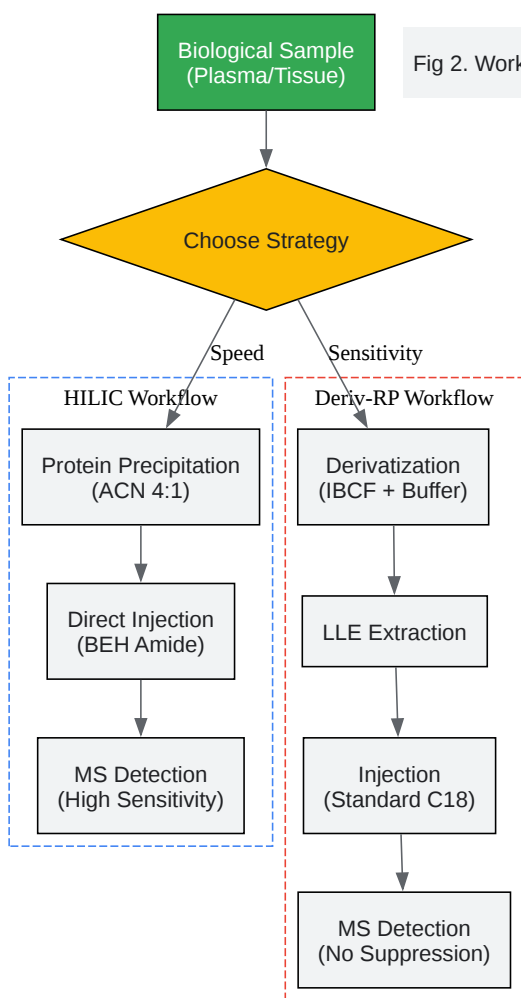 Biological Sample
(Plasma/Tissue)
Fig 2. Work
Choose Strategy
Speed
Sensitivity
HILIC Workflow
Deriv-RP Workflow
Protein Precipitation
(ACN 4:1)
Derivatization
(IBCF + Buffer)
Direct Injection
(BEH Amide)
LLE Extraction
MS Detection
(High Sensitivity)
Injection
(Standard C18)
MS Detection
(No Suppression)